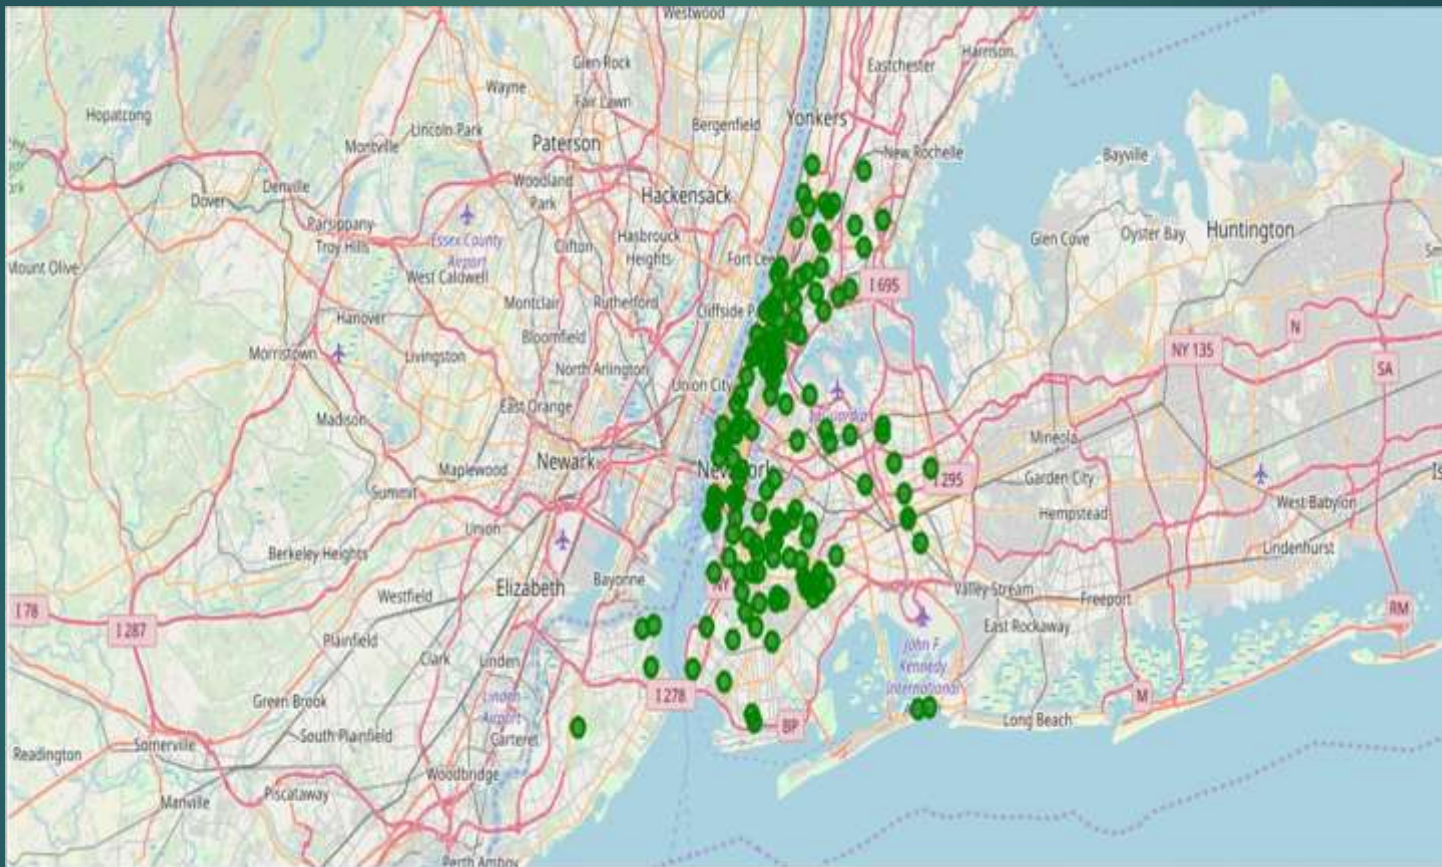 Westwood
Harrison
Eastchester
Glen Rock
Wayne
Fair Lawn
Hopatcong
Lincoln Park
Bergenfield
Yonkers
Montville
Paterson
New Rochelle
Bayville
Denville
Woodland
Park
Hackensack
Dover
Parsippany-
Troy Hills
Essex County
Airport
Clifton
Hasbrouck
Heights
Glen Cove
Oyster Bay
Huntington
Mount Olive
West Caldwell
Fort Lee
I 695
Montclair
Rutherford
Hanover
Bloomfield
Cliffside P
N
Morristown
Livingston
North Arlington
NY 135
SA
Union City
Madison
East Orange
LaGuardia
Mineola
Maplewood
Newark
New York
I 295
Garden City
Summit
Hempstead
West Babylon
Union
Berkeley Heights
Lindenhurst
Elizabeth
Bayonne
NY
Valley Stream
Freeport
Westfield
I 78
I 287
RM
East Rockaway
Plainfield
John F.
Kennedy
International
Clark
Linden
Green Brook
Linden
Airport
I 278
M
Long Beach
South Plainfield
Carteret
BP
Somerville
Readington
Woodbridge
Piscataway
Manville
Perth Amboy